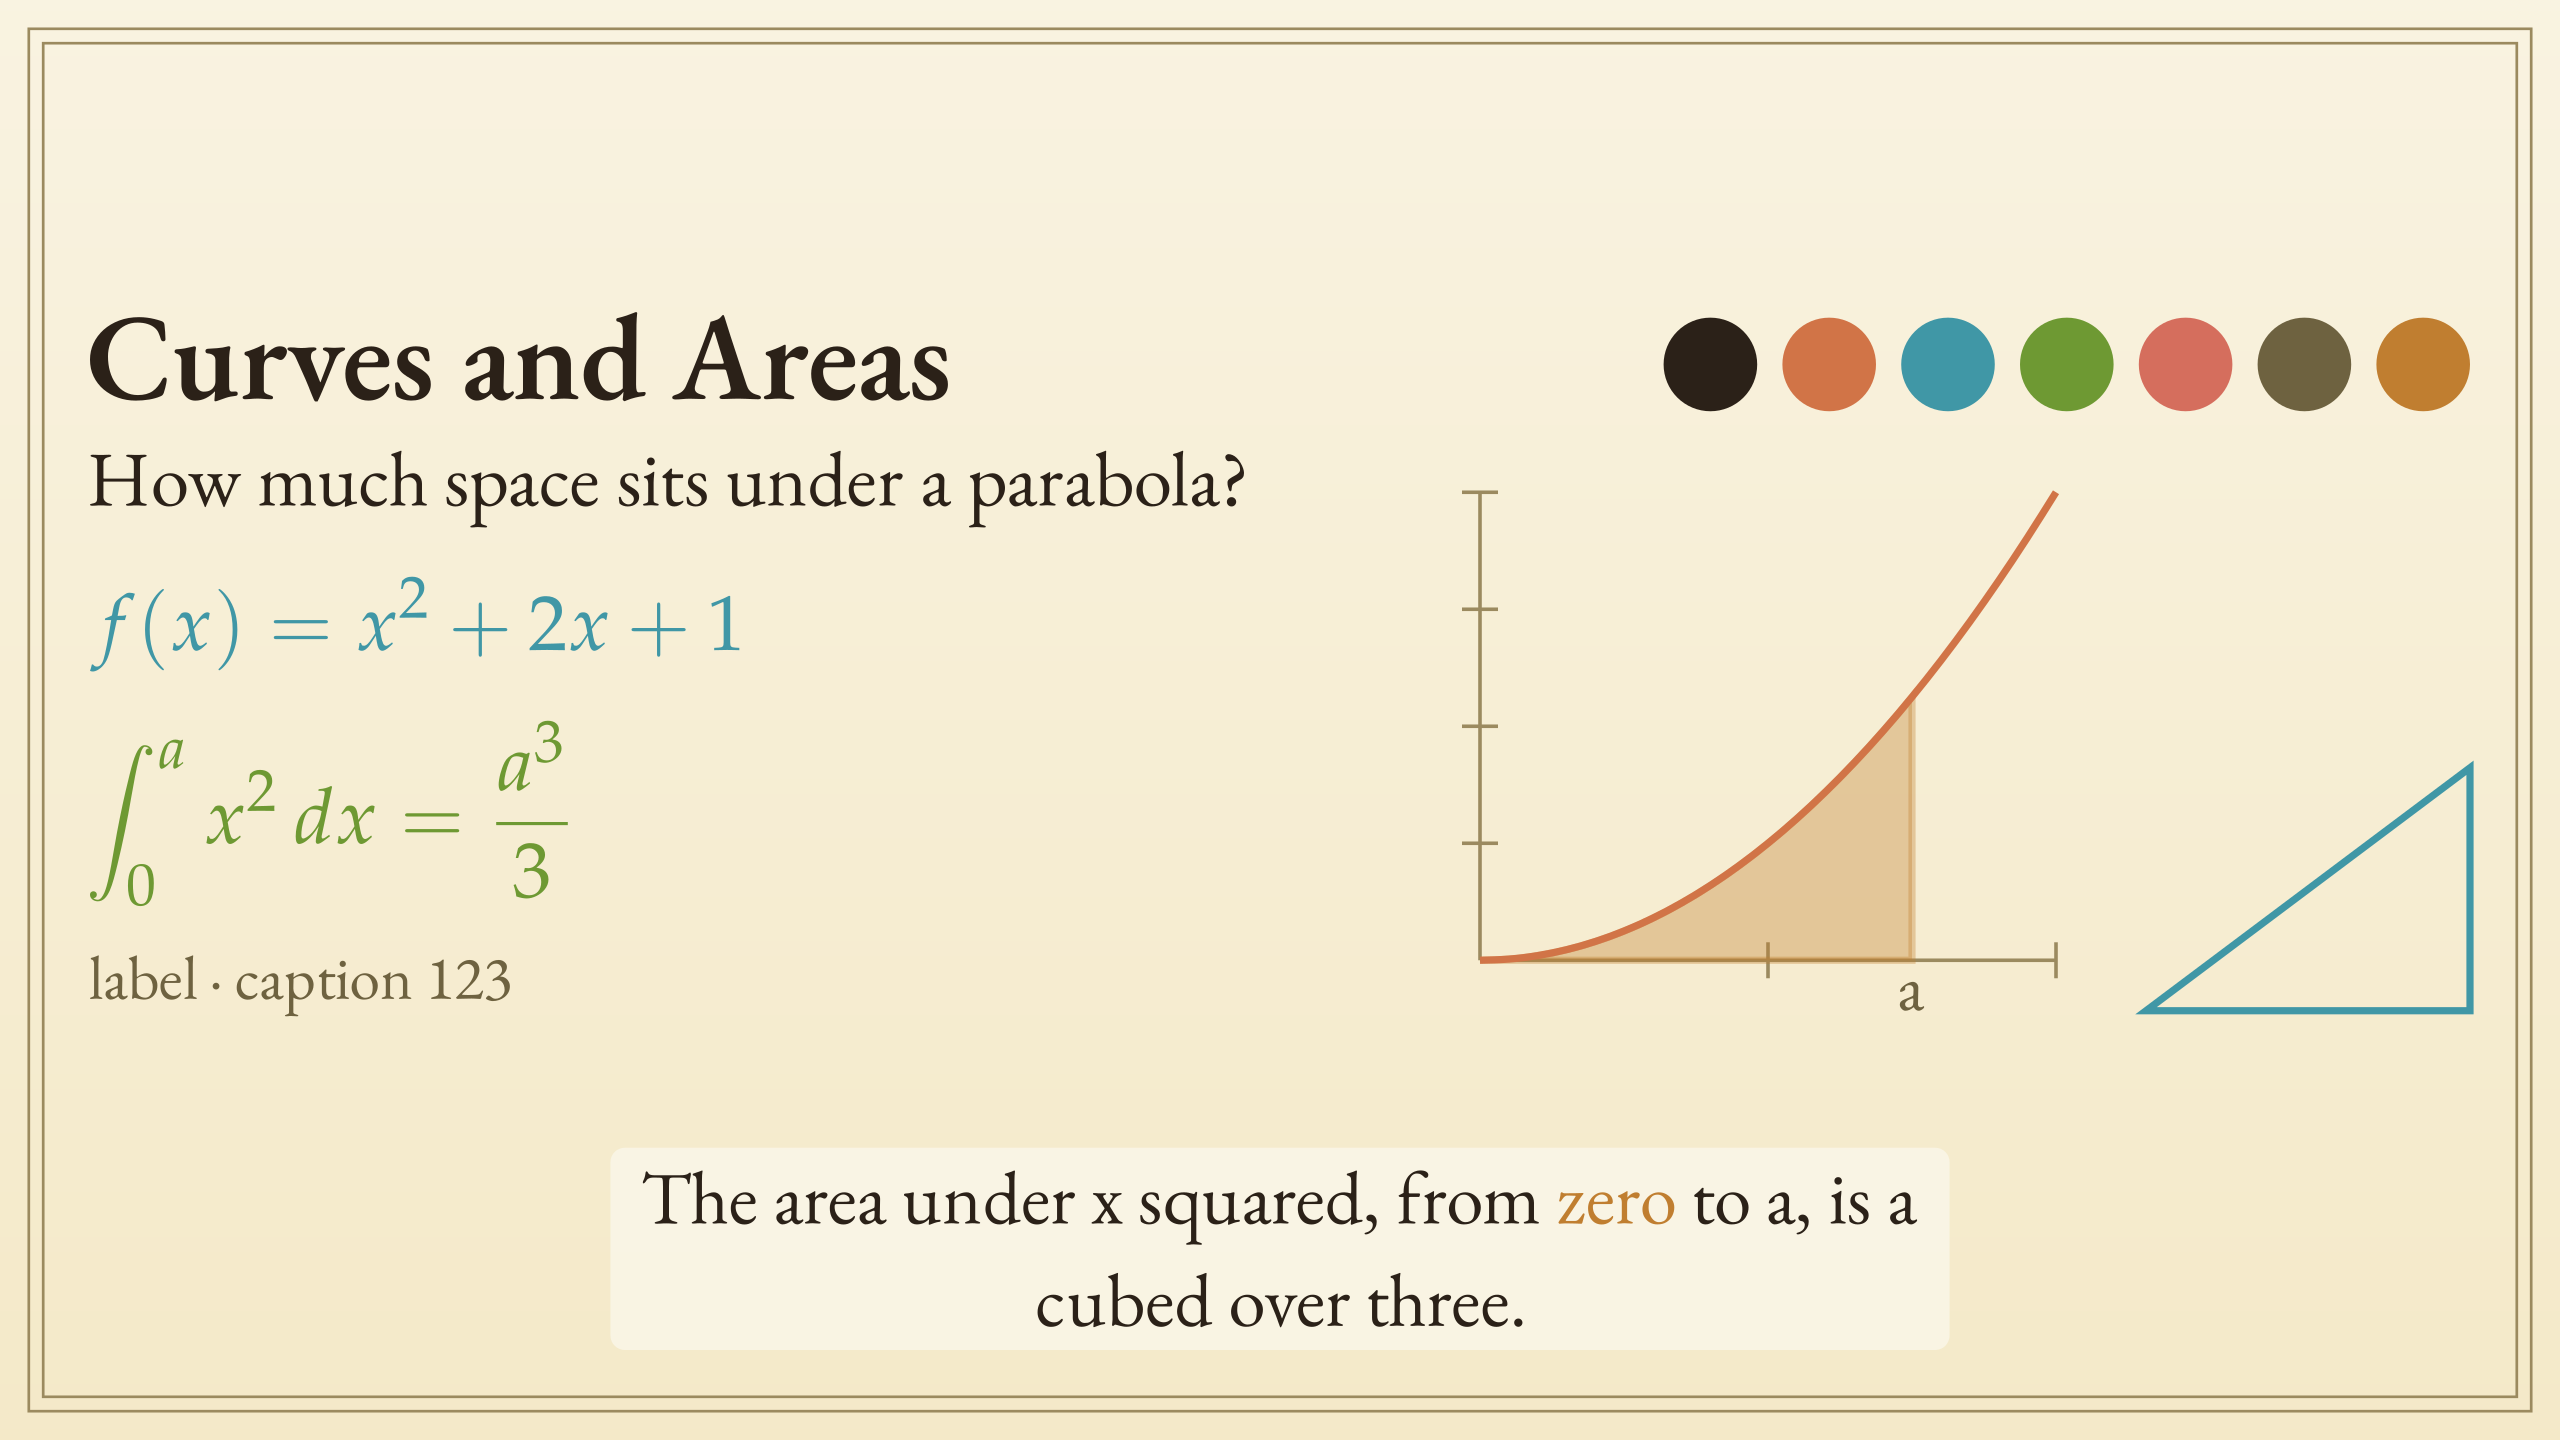 Curves and Areas
How much space sits under a parabola?
f(x) = x² + 2x + 1
∫₀ᵃ x² dx = a³/3
label · caption 123
a
The area under x squared, from zero to a, is a
cubed over three.